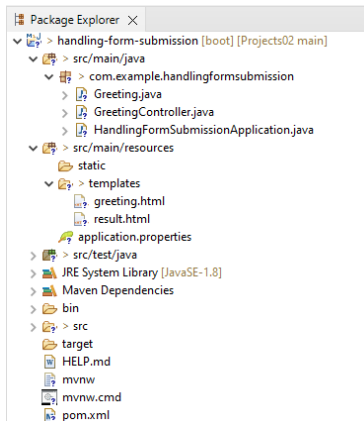 Package Explorer
> handling-form-submission [boot] [Projects02 main]
> src/main/java
> com.example.handlingformsubmission
Greeting.java
GreetingController.java
HandlingFormSubmissionApplication.java
> src/main/resources
static
> templates
greeting.html
result.html
application.properties
> src/test/java
JRE System Library [JavaSE-1.8]
Maven Dependencies
bin
> src
target
HELP.md
mvnw
mvnw.cmd
pom.xml